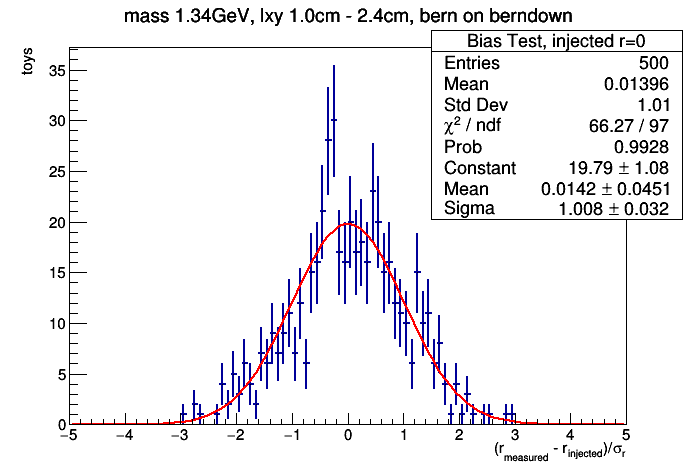 mass 1.34GeV, lxy 1.0cm - 2.4cm, bern on berndown
Bias Test, injected r=0
Entries 500
Mean 0.01396
Std Dev 1.01
χ² / ndf 66.27 / 97
Prob 0.9928
Constant 19.79 ± 1.08
Mean 0.0142 ± 0.0451
Sigma 1.008 ± 0.032
toys
35
30
25
20
15
10
5
0
−5 −4 −3 −2 −1 0 1 2 3 4 5
(r_measured - r_injected)/σ_r